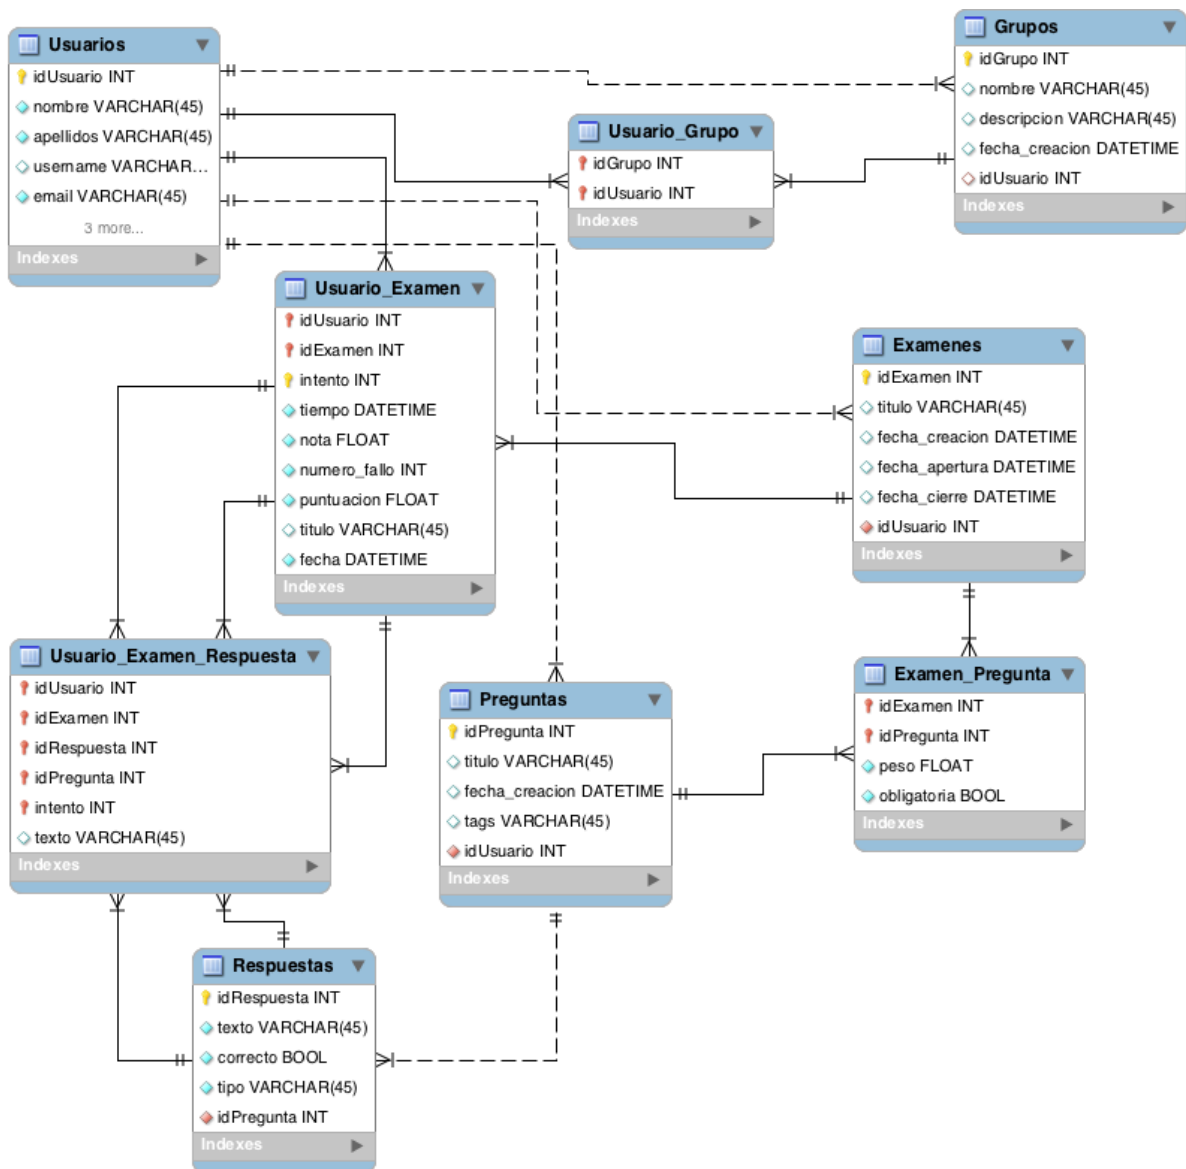 Usuarios
idUsuario INT
nombre VARCHAR(45)
apellidos VARCHAR(45)
username VARCHAR...
email VARCHAR(45)
3 more...
Indexes
Grupos
idGrupo INT
nombre VARCHAR(45)
descripcion VARCHAR(45)
fecha_creacion DATETIME
idUsuario INT
Indexes
Usuario_Grupo
idGrupo INT
idUsuario INT
Indexes
Usuario_Examen
idUsuario INT
idExamen INT
intento INT
tiempo DATETIME
nota FLOAT
numero_fallo INT
puntuacion FLOAT
titulo VARCHAR(45)
fecha DATETIME
Indexes
Examenes
idExamen INT
titulo VARCHAR(45)
fecha_creacion DATETIME
fecha_apertura DATETIME
fecha_cierre DATETIME
idUsuario INT
Indexes
Usuario_Examen_Respuesta
idUsuario INT
idExamen INT
idRespuesta INT
idPregunta INT
intento INT
texto VARCHAR(45)
Indexes
Preguntas
idPregunta INT
titulo VARCHAR(45)
fecha_creacion DATETIME
tags VARCHAR(45)
idUsuario INT
Indexes
Examen_Pregunta
idExamen INT
idPregunta INT
peso FLOAT
obligatoria BOOL
Indexes
Respuestas
idRespuesta INT
texto VARCHAR(45)
correcto BOOL
tipo VARCHAR(45)
idPregunta INT
Indexes